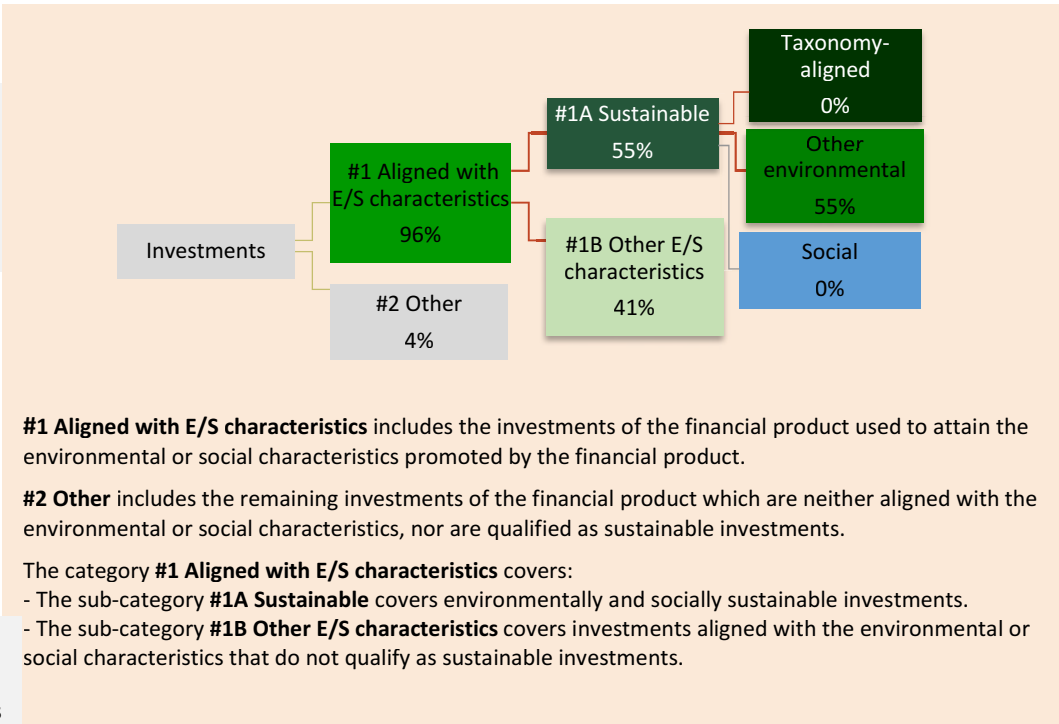 Taxonomy-
aligned
0%
#1A Sustainable
55%
Other
environmental
55%
#1 Aligned with
E/S characteristics
96%
#1B Other E/S
characteristics
41%
Social
0%
Investments
#2 Other
4%
#1 Aligned with E/S characteristics includes the investments of the financial product used to attain the
environmental or social characteristics promoted by the financial product.
#2 Other includes the remaining investments of the financial product which are neither aligned with the
environmental or social characteristics, nor are qualified as sustainable investments.
The category #1 Aligned with E/S characteristics covers:
- The sub-category #1A Sustainable covers environmentally and socially sustainable investments.
- The sub-category #1B Other E/S characteristics covers investments aligned with the environmental or
social characteristics that do not qualify as sustainable investments.